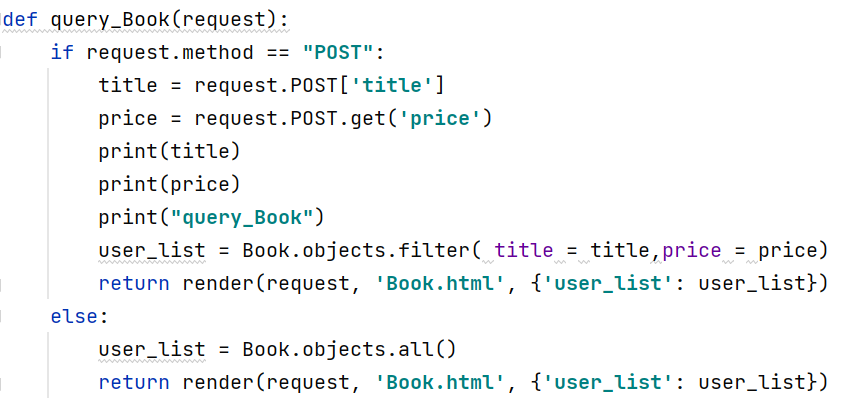 def query_Book(request):
    if request.method == "POST":
        title = request.POST['title']
        price = request.POST.get('price')
        print(title)
        print(price)
        print("query_Book")
        user_list = Book.objects.filter( title = title,price = price)
        return render(request, 'Book.html', {'user_list': user_list})
    else:
        user_list = Book.objects.all()
        return render(request, 'Book.html', {'user_list': user_list})